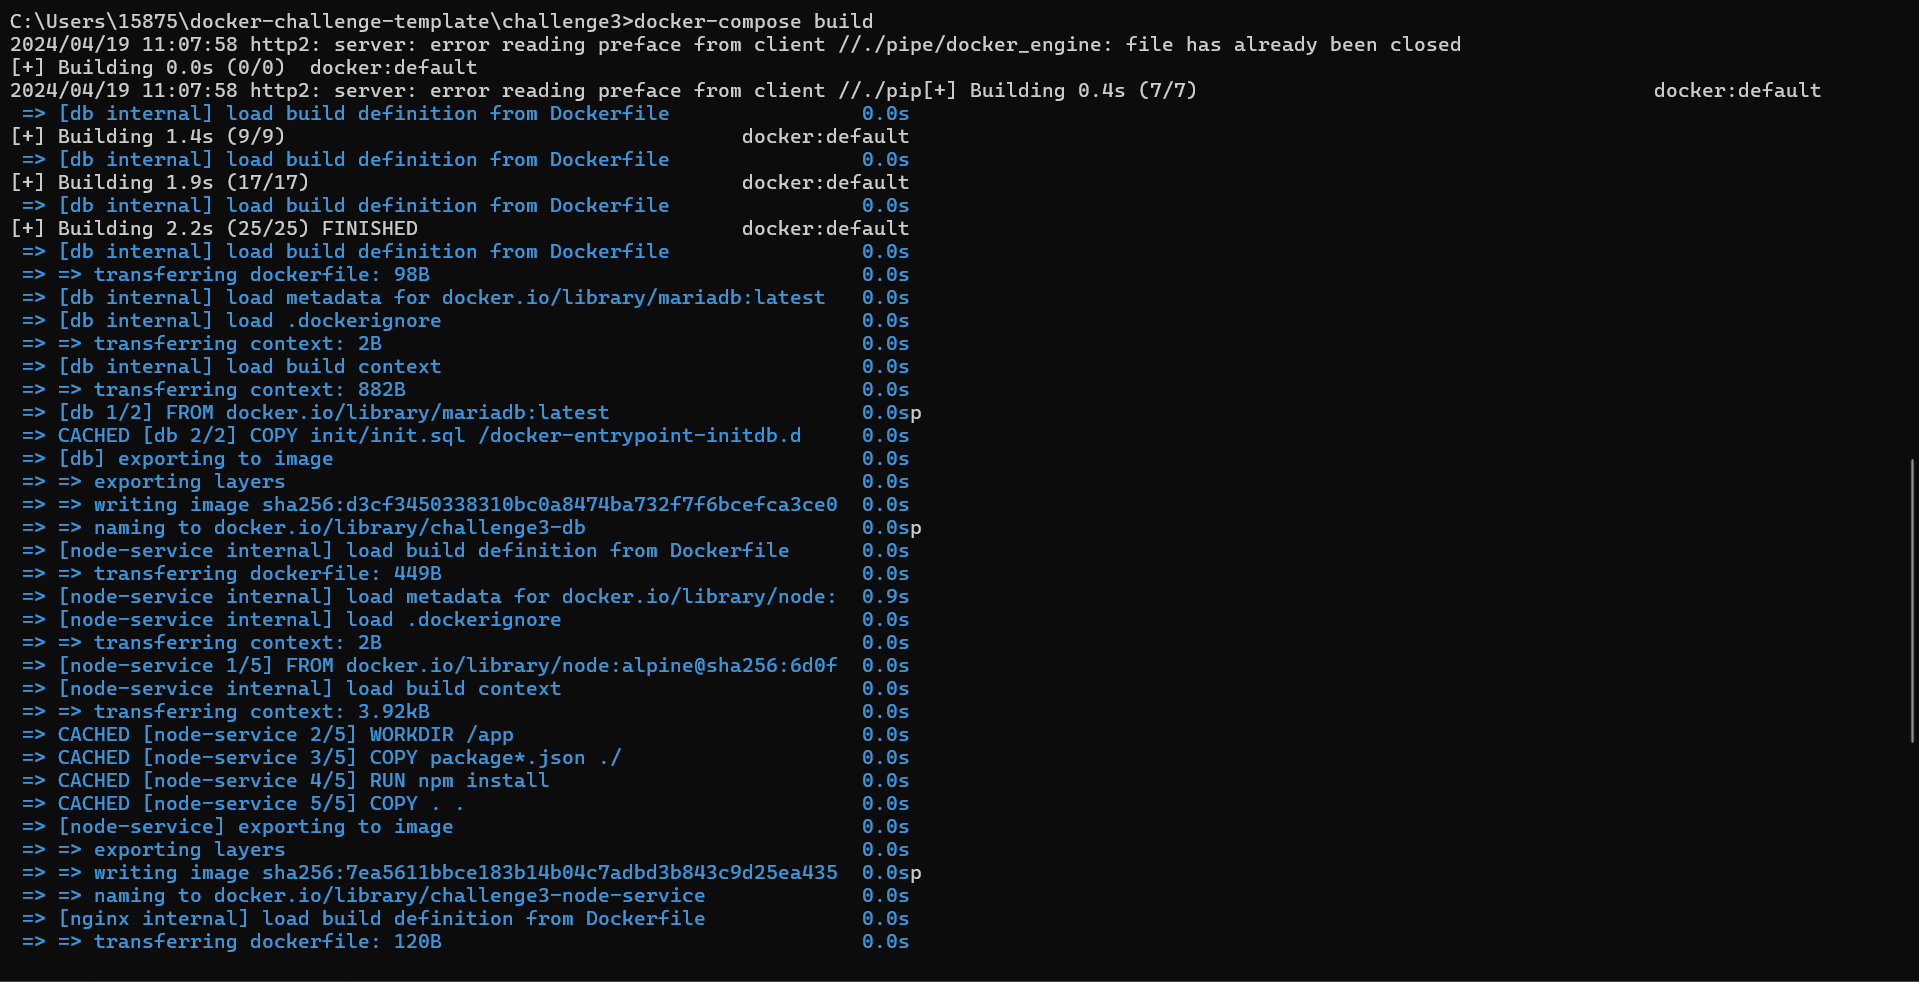 C:\Users\15875\docker-challenge-template\challenge3>docker-compose build
2024/04/19 11:07:58 http2: server: error reading preface from client //./pipe/docker_engine: file has already been closed
[+] Building 0.0s (0/0)  docker:default
2024/04/19 11:07:58 http2: server: error reading preface from client //./pip[+] Building 0.4s (7/7) docker:default
=> [db internal] load build definition from Dockerfile 0.0s
[+] Building 1.4s (9/9) docker:default
=> [db internal] load build definition from Dockerfile 0.0s
[+] Building 1.9s (17/17) docker:default
=> [db internal] load build definition from Dockerfile 0.0s
[+] Building 2.2s (25/25) FINISHED docker:default
=> [db internal] load build definition from Dockerfile 0.0s
=> => transferring dockerfile: 98B 0.0s
=> [db internal] load metadata for docker.io/library/mariadb:latest 0.0s
=> [db internal] load .dockerignore 0.0s
=> => transferring context: 2B 0.0s
=> [db internal] load build context 0.0s
=> => transferring context: 882B 0.0s
=> [db 1/2] FROM docker.io/library/mariadb:latest 0.0sp
=> CACHED [db 2/2] COPY init/init.sql /docker-entrypoint-initdb.d 0.0s
=> [db] exporting to image 0.0s
=> => exporting layers 0.0s
=> => writing image sha256:d3cf3450338310bc0a8474ba732f7f6bcefca3ce0 0.0s
=> => naming to docker.io/library/challenge3-db 0.0sp
=> [node-service internal] load build definition from Dockerfile 0.0s
=> => transferring dockerfile: 449B 0.0s
=> [node-service internal] load metadata for docker.io/library/node: 0.9s
=> [node-service internal] load .dockerignore 0.0s
=> => transferring context: 2B 0.0s
=> [node-service 1/5] FROM docker.io/library/node:alpine@sha256:6d0f 0.0s
=> [node-service internal] load build context 0.0s
=> => transferring context: 3.92kB 0.0s
=> CACHED [node-service 2/5] WORKDIR /app 0.0s
=> CACHED [node-service 3/5] COPY package*.json ./ 0.0s
=> CACHED [node-service 4/5] RUN npm install 0.0s
=> CACHED [node-service 5/5] COPY . . 0.0s
=> [node-service] exporting to image 0.0s
=> => exporting layers 0.0s
=> => writing image sha256:7ea5611bbce183b14b04c7adbd3b843c9d25ea435 0.0sp
=> => naming to docker.io/library/challenge3-node-service 0.0s
=> [nginx internal] load build definition from Dockerfile 0.0s
=> => transferring dockerfile: 120B 0.0s